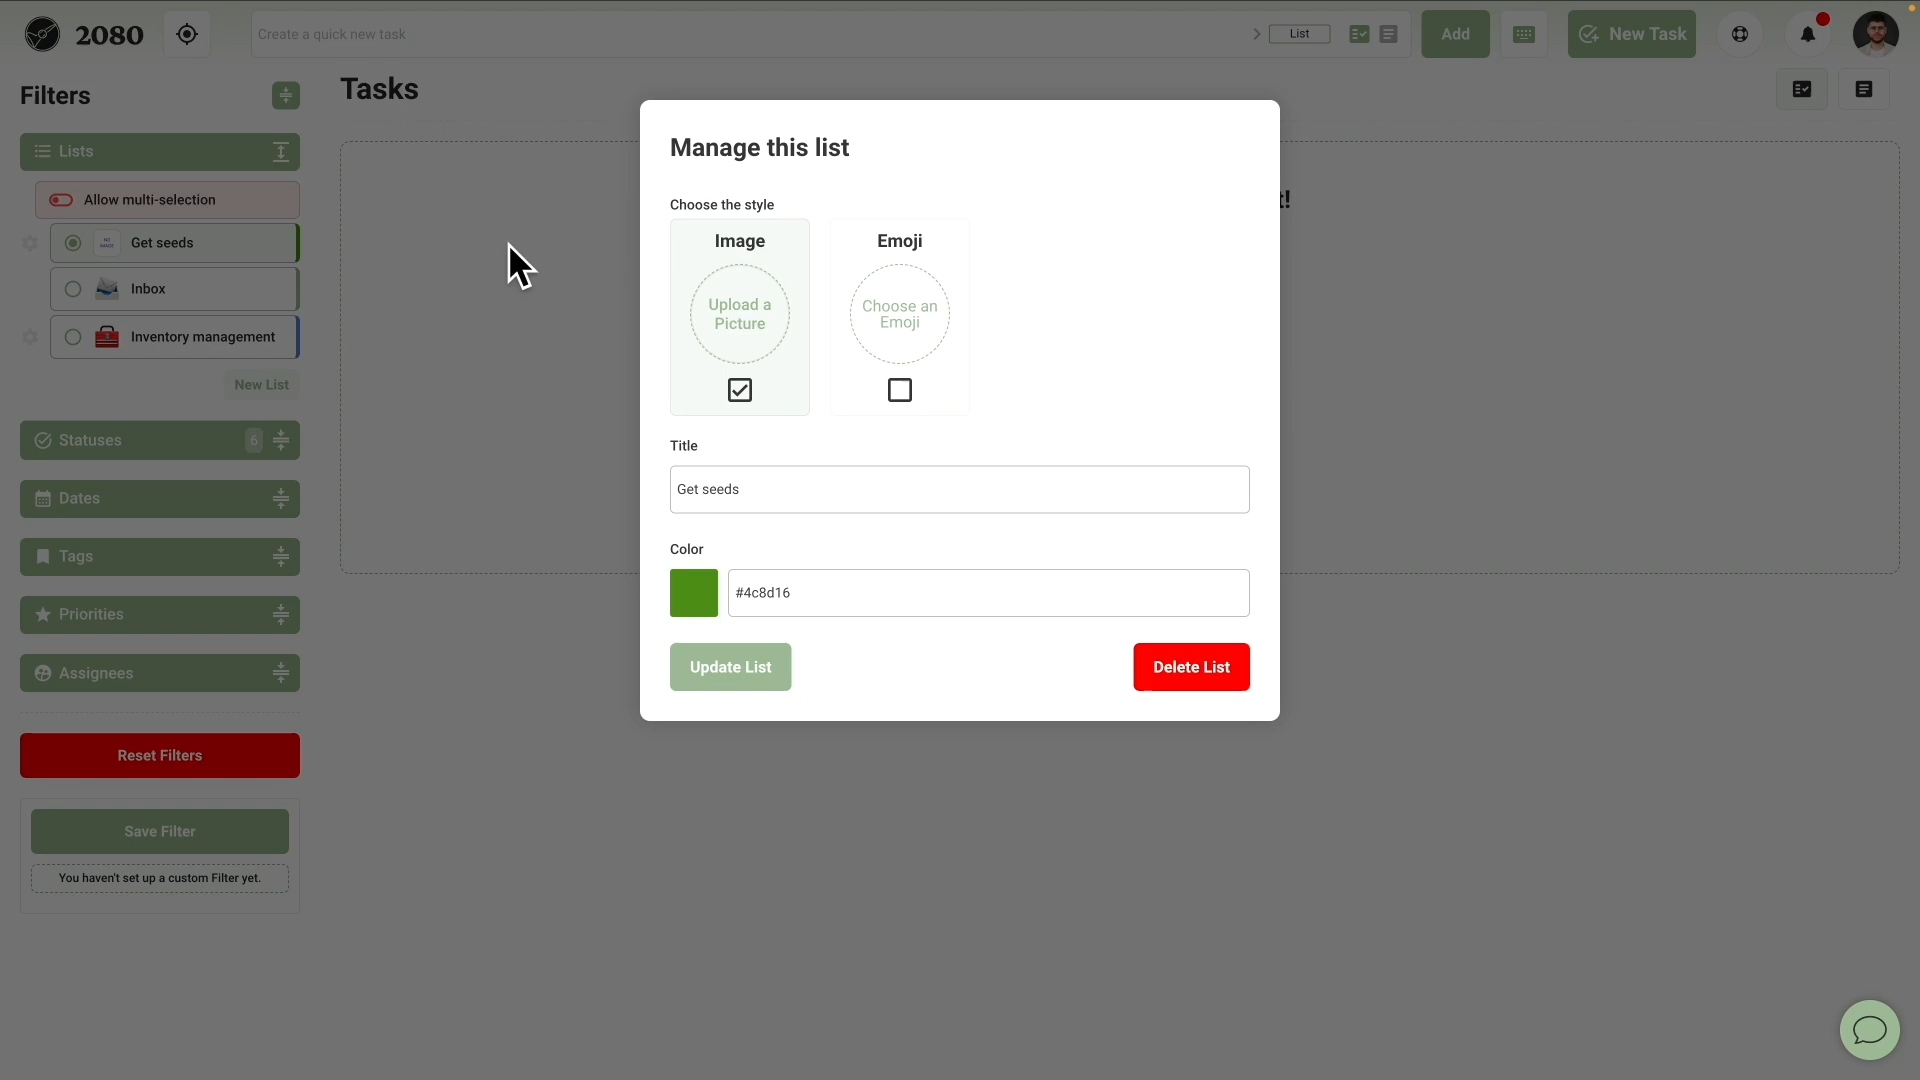 2080
Create a quick new task
List
Add
New Task
Filters
Tasks
Lists
Allow multi-selection
NO IMAGE
Get seeds
Inbox
Inventory management
New List
Statuses
6
Dates
Tags
Priorities
Assignees
Reset Filters
Save Filter
You haven't set up a custom Filter yet.
t!
Manage this list
Choose the style
Image
Emoji
Upload a
Picture
Choose an
Emoji
Title
Get seeds
Color
#4c8d16
Update List
Delete List